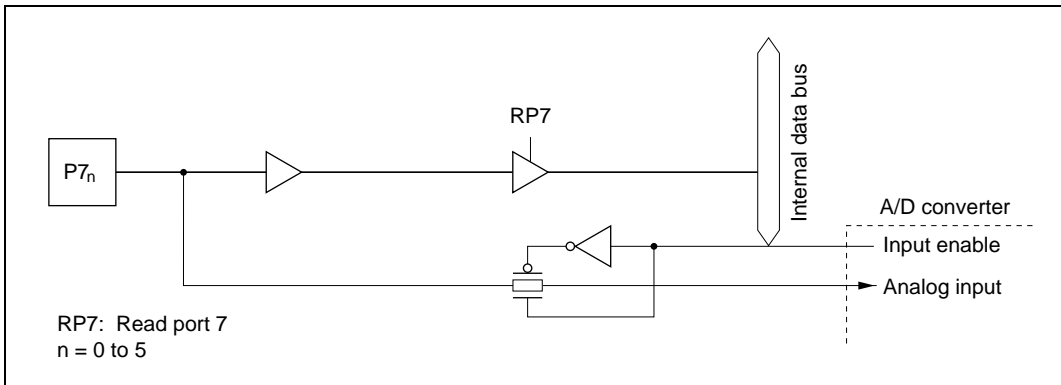 RP7
P7n
Internal data bus
A/D converter
Input enable
Analog input
RP7: Read port 7
n = 0 to 5